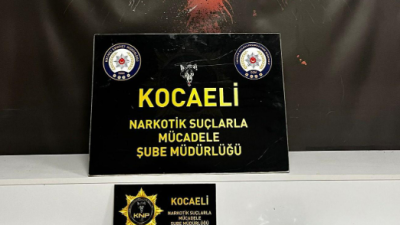 KOCAELİ
NARKOTİK SUÇLARLA
MÜCADELE
ŞUBE MÜDÜRLÜĞÜ
KNP
KOCAELİ
NARKOTİK SUÇLARLA
MÜCADELE
ŞUBE MÜDÜRLÜĞÜ